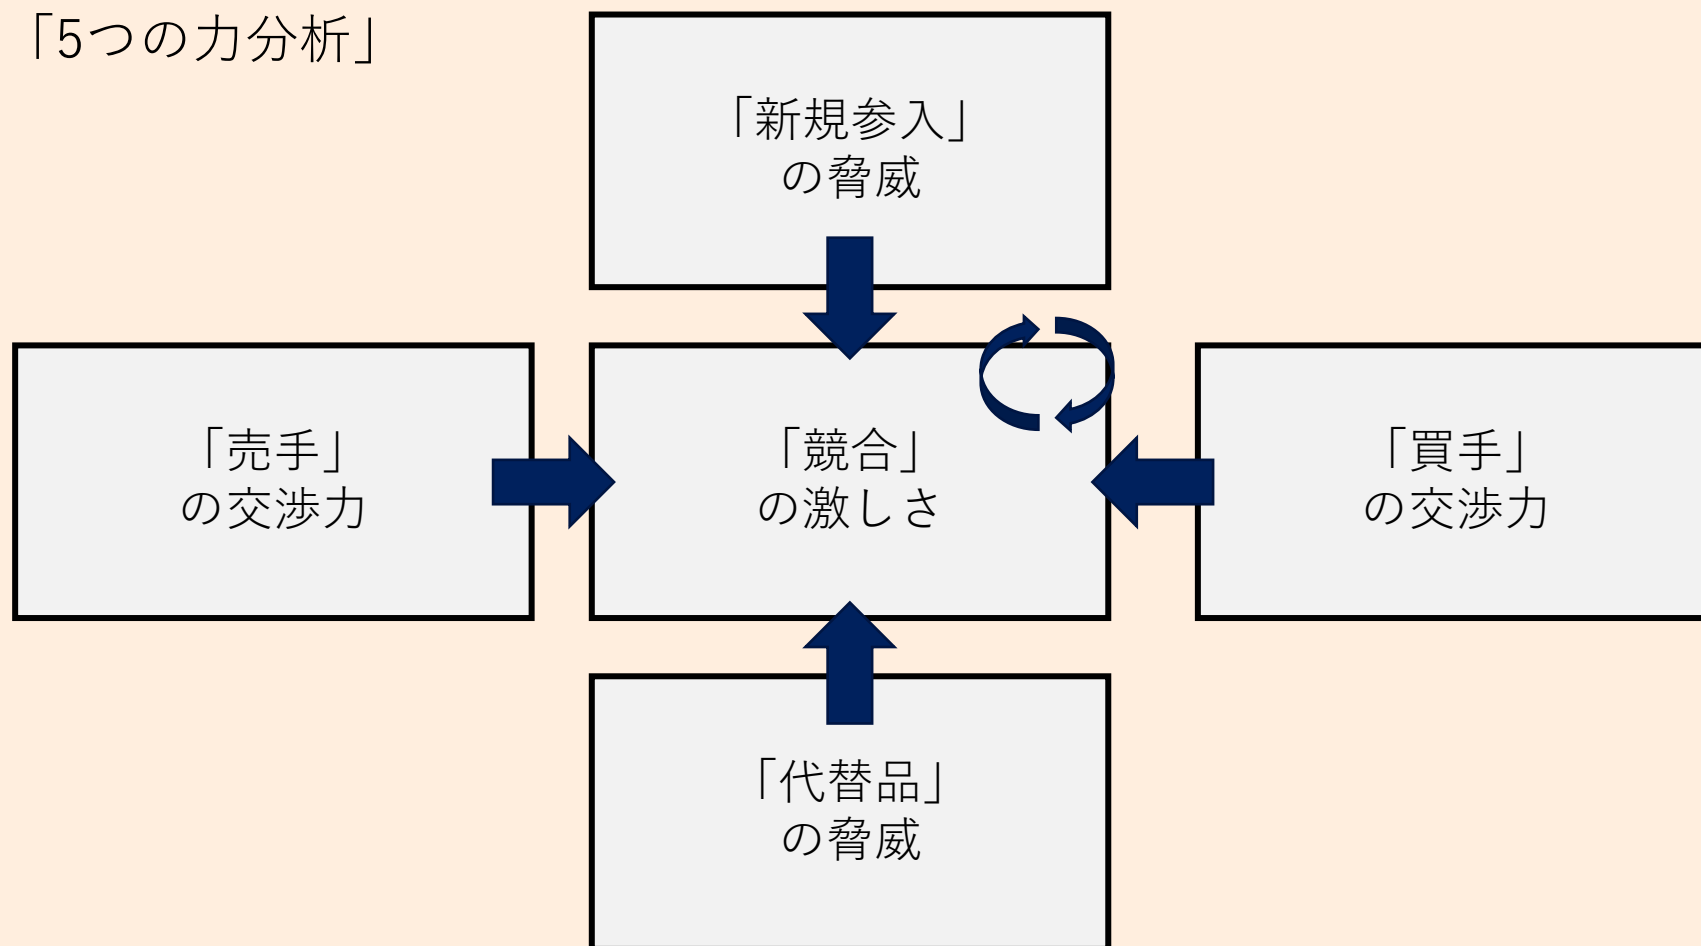 「5つの力分析」
「新規参入」
の脅威
「売手」
の交渉力
「競合」
の激しさ
「買手」
の交渉力
「代替品」
の脅威